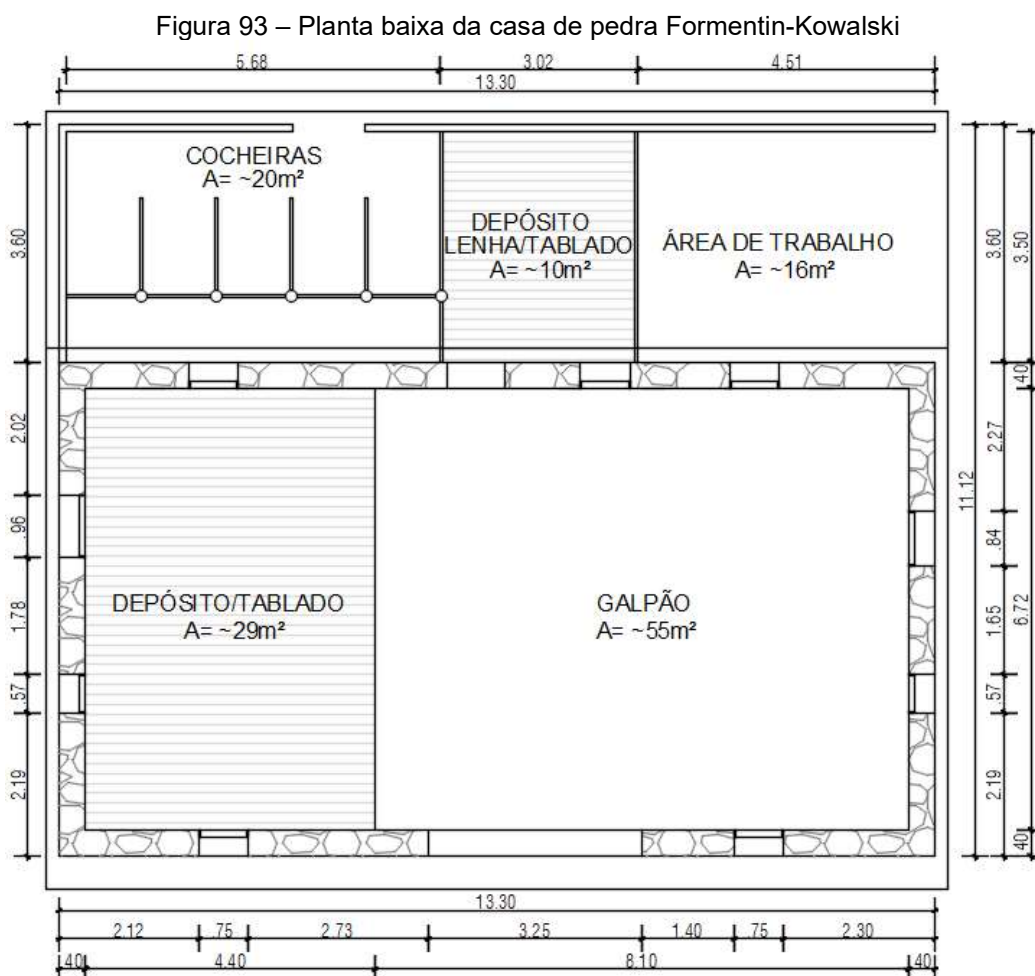 Figura 93 – Planta baixa da casa de pedra Formentin-Kowalski
5.68 3.02 4.51
13.30
COCHEIRAS
A= ~20m²
DEPÓSITO
LENHA/TABLADO
A= ~10m²
ÁREA DE TRABALHO
A= ~16m²
3.60
2.02
.96
1.78
.57
2.19
DEPÓSITO/TABLADO
A= ~29m²
GALPÃO
A= ~55m²
11.12
3.60
2.27
.84
1.65
.57
2.19
3.50
.40
6.72
.40
13.30
2.12 .75 2.73 3.25 1.40 .75 2.30
.40 4.40 8.10 .40